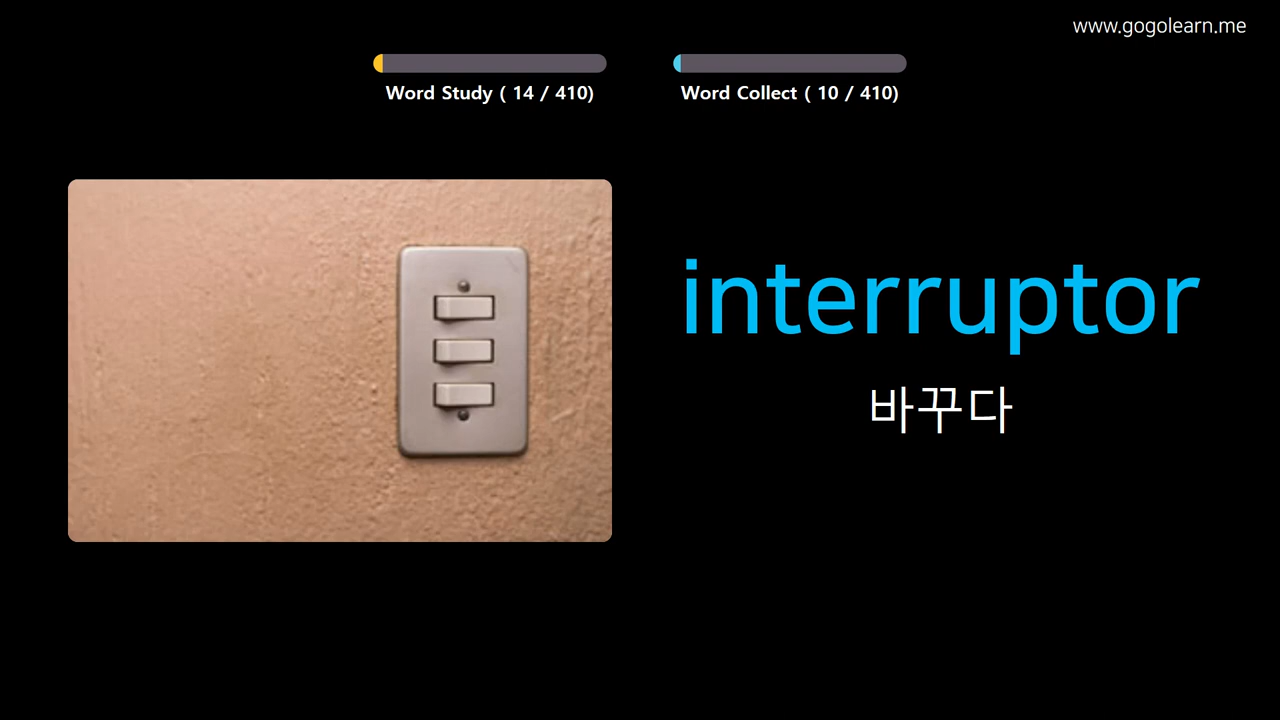 www.gogolearn.me
Word Study ( 14 / 410)
Word Collect ( 10 / 410)
interruptor
바꾸다